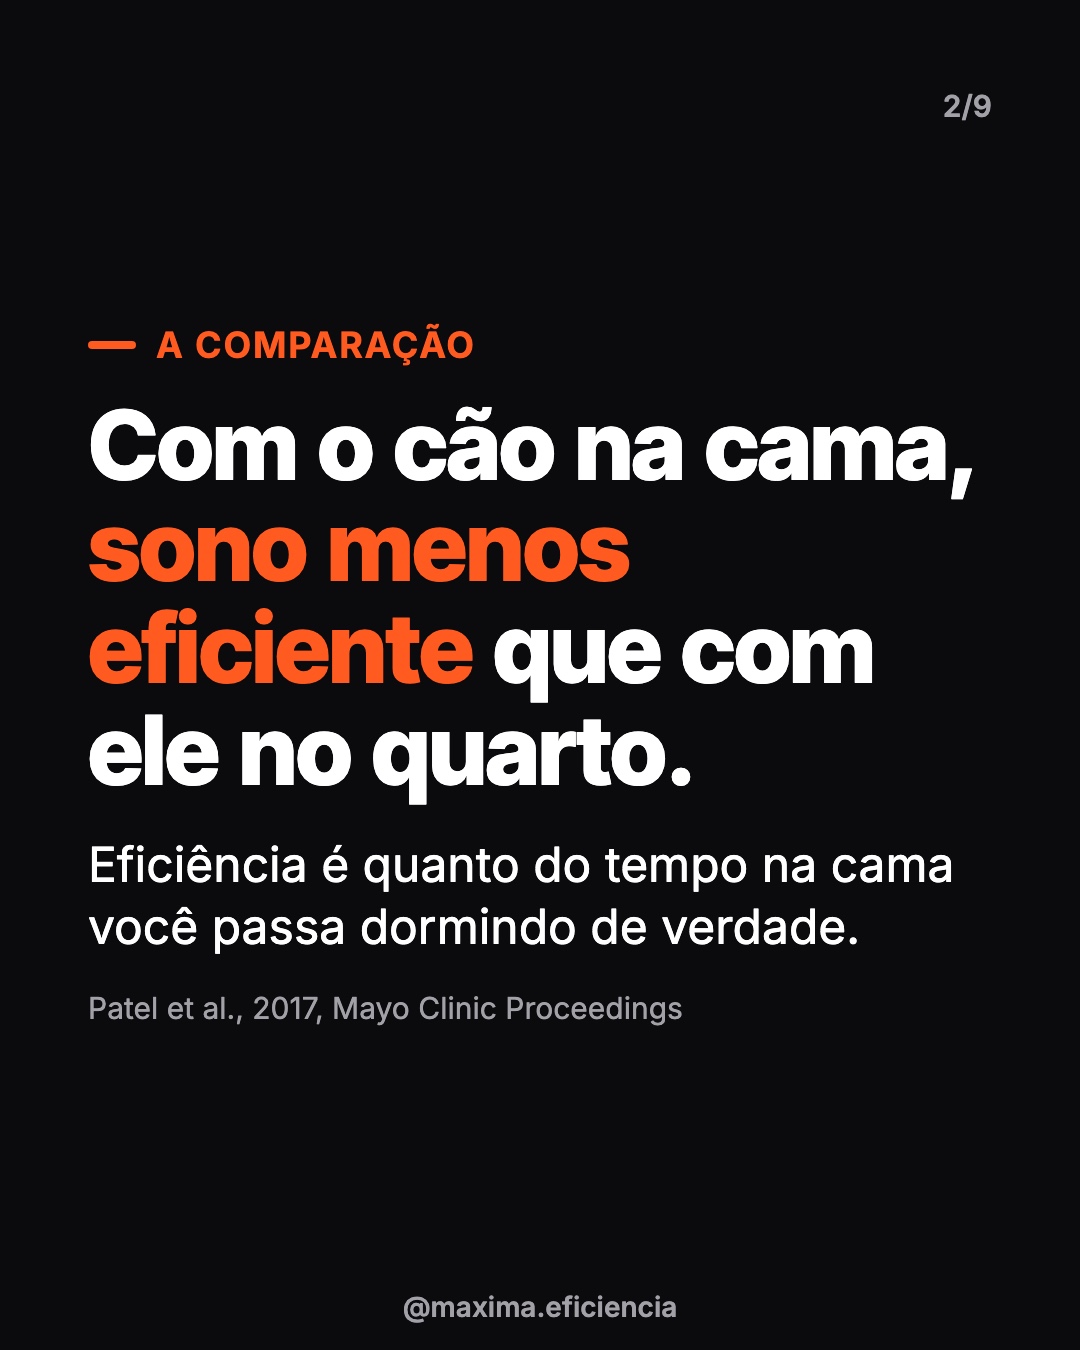 2/9
A COMPARAÇÃO
Com o cão na cama,
sono menos
eficiente que com
ele no quarto.
Eficiência é quanto do tempo na cama
você passa dormindo de verdade.
Patel et al., 2017, Mayo Clinic Proceedings
@maxima.eficiencia